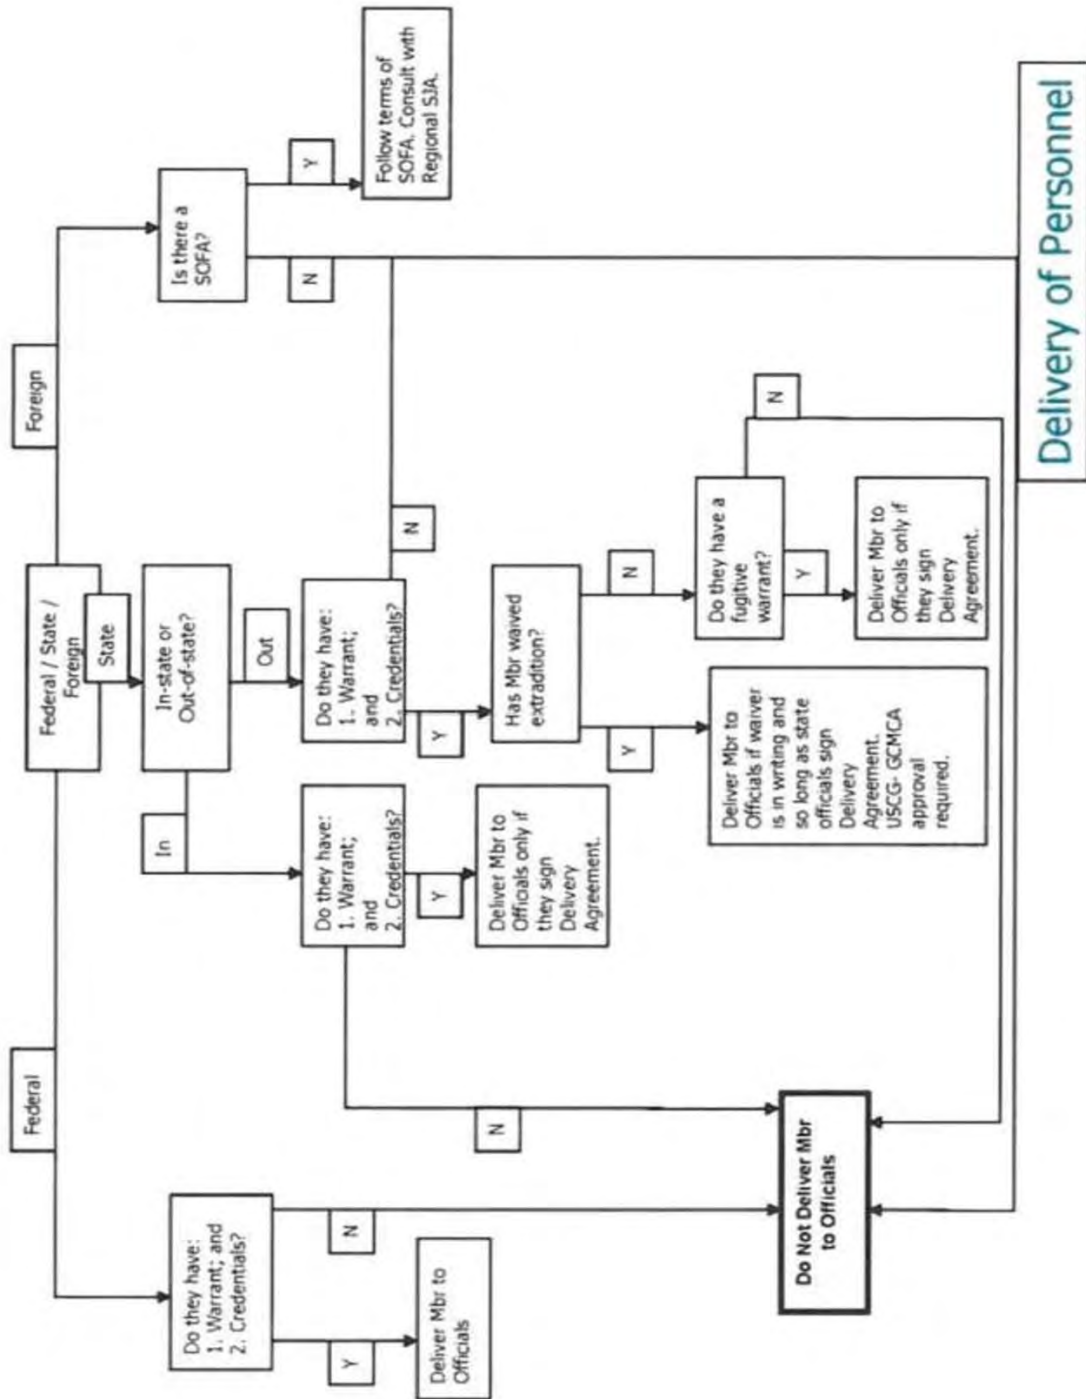 Federal
Foreign
Federal / State /
Foreign
State
Do they have:
1. Warrant; and
2. Credentials?
In-state or
Out-of-state?
Is there a
SOFA?
In
Out
Y
N
N
Y
Deliver Mbr to
Officials
Do they have:
1. Warrant;
and
2. Credentials?
Do they have:
1. Warrant;
and
2. Credentials?
Follow terms of
SOFA. Consult with
Regional SJA.
N
Y
Y
N
Deliver Mbr to
Officials only if
they sign
Delivery
Agreement.
Has Mbr waived
extradition?
Y
N
Deliver Mbr to
Officials if waiver
is in writing and
so long as state
officials sign
Delivery
Agreement.
USCG- GCMCA
approval
required.
Do they have a
fugitive
warrant?
N
Y
Do Not Deliver Mbr
to Officials
Deliver Mbr to
Officials only if
they sign
Delivery
Agreement.
Delivery of Personnel